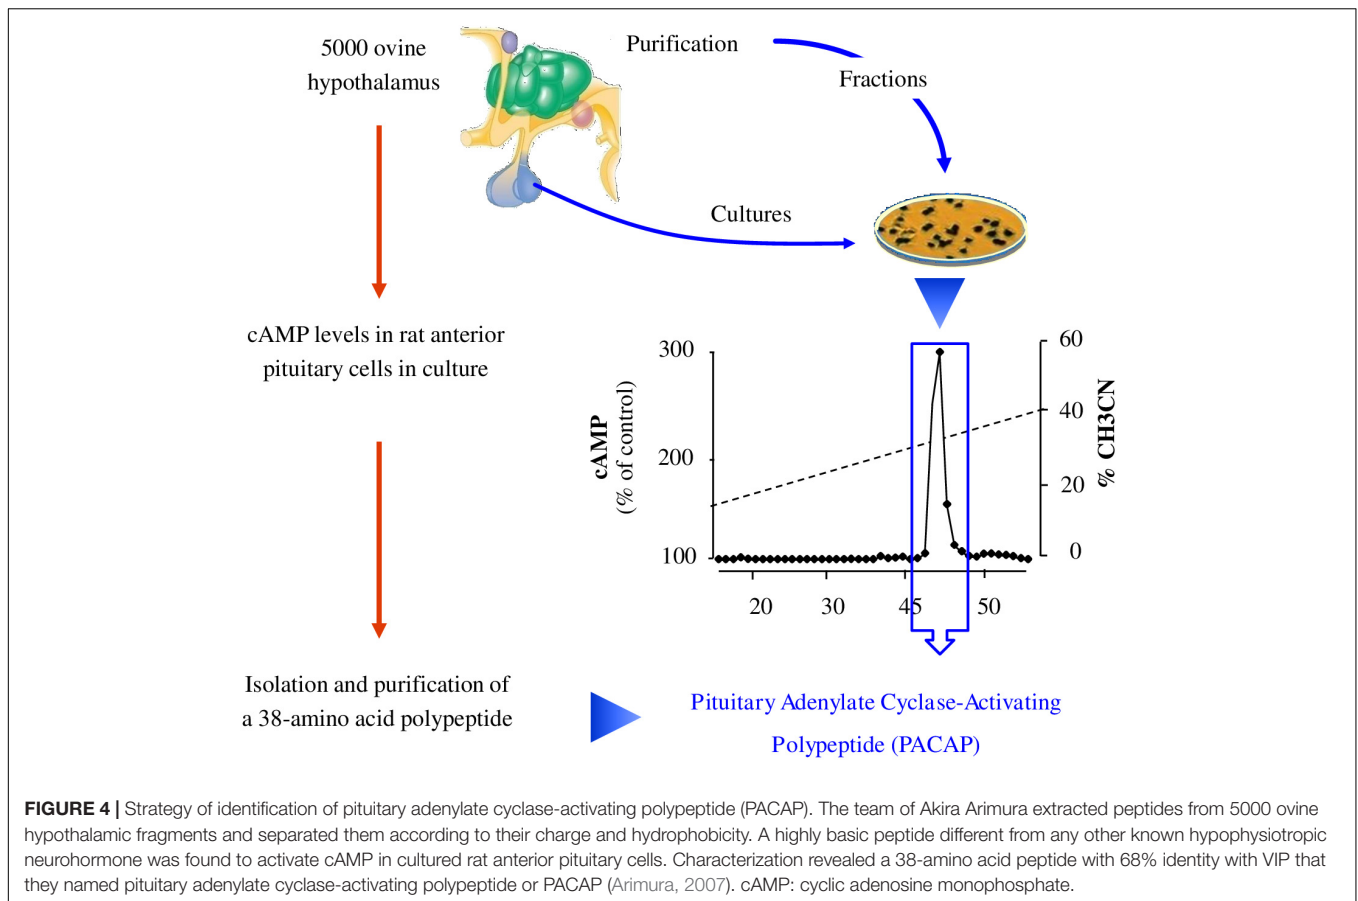 5000 ovine
hypothalamus
Purification
Fractions
Cultures
cAMP levels in rat anterior
pituitary cells in culture
300
200
100
cAMP
(% of control)
60
40
20
0
% CH3CN
20
30
45
50
Isolation and purification of
a 38-amino acid polypeptide
Pituitary Adenylate Cyclase-Activating
Polypeptide (PACAP)
FIGURE 4 | Strategy of identification of pituitary adenylate cyclase-activating polypeptide (PACAP). The team of Akira Arimura extracted peptides from 5000 ovine
hypothalamic fragments and separated them according to their charge and hydrophobicity. A highly basic peptide different from any other known hypophysiotropic
neurohormone was found to activate cAMP in cultured rat anterior pituitary cells. Characterization revealed a 38-amino acid peptide with 68% identity with VIP that
they named pituitary adenylate cyclase-activating polypeptide or PACAP (Arimura, 2007). cAMP: cyclic adenosine monophosphate.